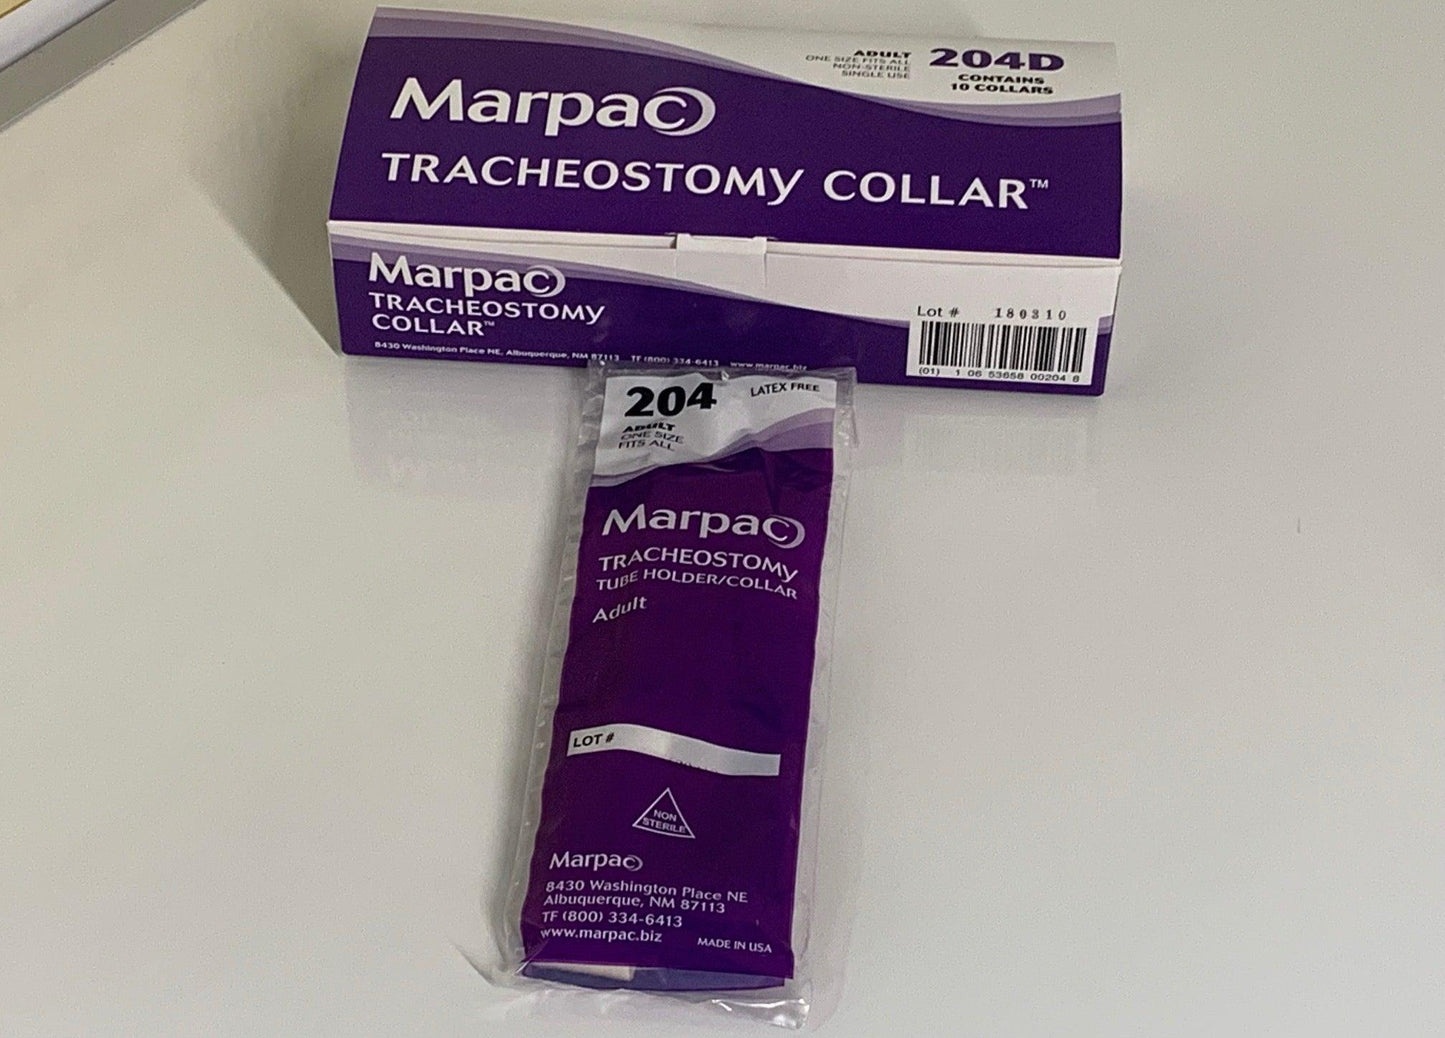 ADULT
ONE SIZE FITS ALL
NON-STERILE
SINGLE USE
204D
CONTAINS
10 COLLARS
Marpac
TRACHEOSTOMY COLLAR™
Marpac
TRACHEOSTOMY
COLLAR™
8430 Washington Place NE, Albuquerque, NM 87113 TF (800) 334-6413 www.marpac.biz
Lot # 180310
(01) 1 06 53658 00204 8
204
ADULT
ONE SIZE
FITS ALL
LATEX FREE
Marpac
TRACHEOSTOMY
TUBE HOLDER/COLLAR
Adult
LOT #
NON
STERILE
Marpac
8430 Washington Place NE
Albuquerque, NM 87113
TF (800) 334-6413
www.marpac.biz
MADE IN USA